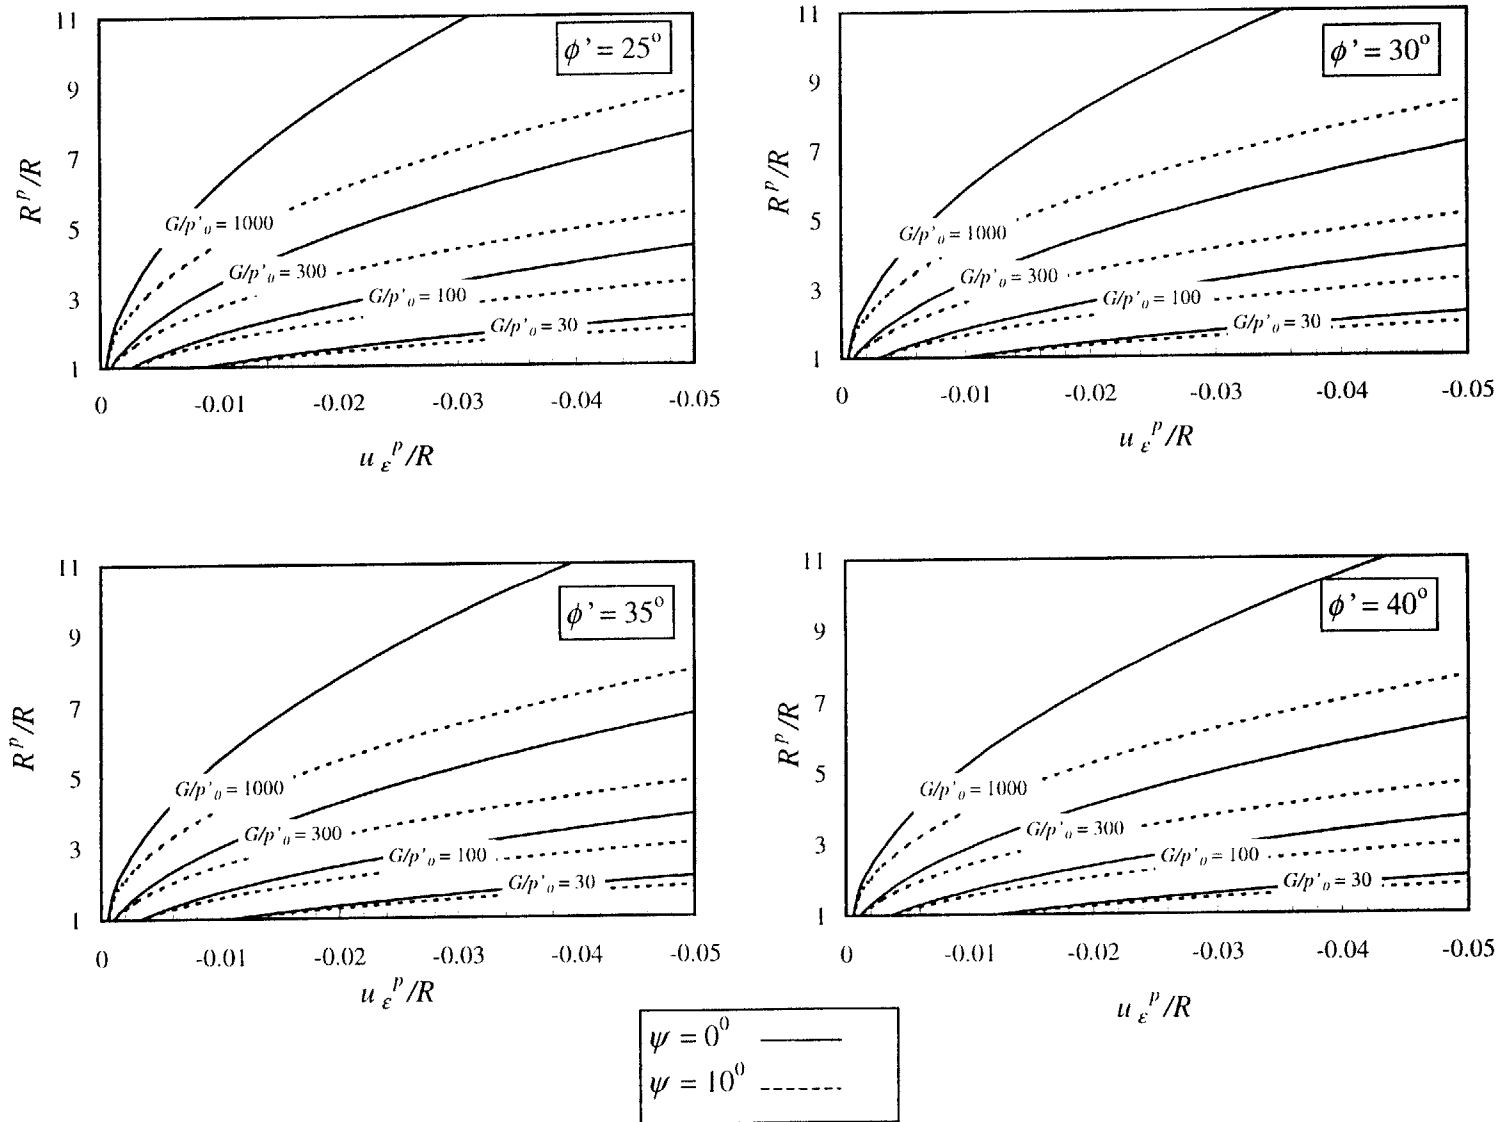 11
9
7
5
3
1
R^p/R
ϕ' = 25°
G/p'₀ = 1000
G/p'₀ = 300
G/p'₀ = 100
G/p'₀ = 30
0 -0.01 -0.02 -0.03 -0.04 -0.05
u_ε^p/R
11
9
7
5
3
1
R^p/R
ϕ' = 30°
G/p'₀ = 1000
G/p'₀ = 300
G/p'₀ = 100
G/p'₀ = 30
0 -0.01 -0.02 -0.03 -0.04 -0.05
u_ε^p/R
11
9
7
5
3
1
R^p/R
ϕ' = 35°
G/p'₀ = 1000
G/p'₀ = 300
G/p'₀ = 100
G/p'₀ = 30
0 -0.01 -0.02 -0.03 -0.04 -0.05
u_ε^p/R
11
9
7
5
3
1
R^p/R
ϕ' = 40°
G/p'₀ = 1000
G/p'₀ = 300
G/p'₀ = 100
G/p'₀ = 30
0 -0.01 -0.02 -0.03 -0.04 -0.05
u_ε^p/R
ψ = 0⁰
ψ = 10⁰